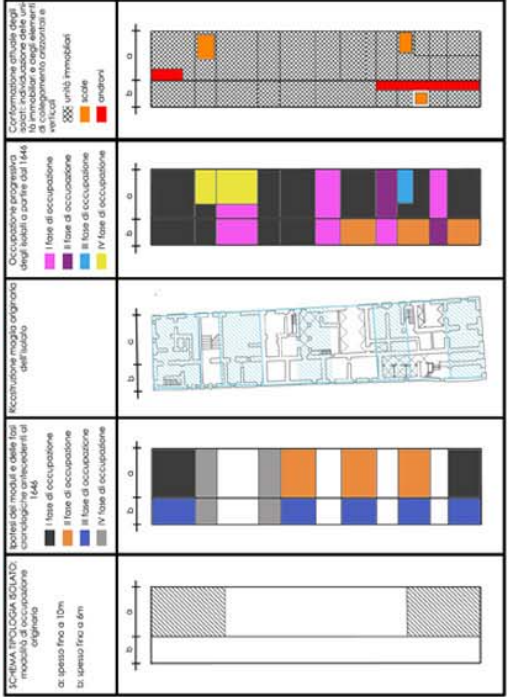 SCHEMA TIPOLOGIA ISOLATO:
modalità di occupazione
originaria
a: spesso fino a 10m
b: spesso fino a 6m
b
a
Ipotesi dei moduli e delle fasi
cronologiche antecedenti al
1646
I fase di occupazione
II fase di occupazione
III fase di occupazione
IV fase di occupazione
b
a
Ricostruzione maglia originaria
dell'isolato
b
a
Occupazione progressiva
degli isolati a partire dal 1646
I fase di occupazione
II fase di occupazione
III fase di occupazione
IV fase di occupazione
b
a
Conformazione attuale degli
isolati: individuazione delle uni-
tà immobiliari e degli elementi
di collegamento orizzontali e
verticali
unità immobiliari
scale
androni
b
a